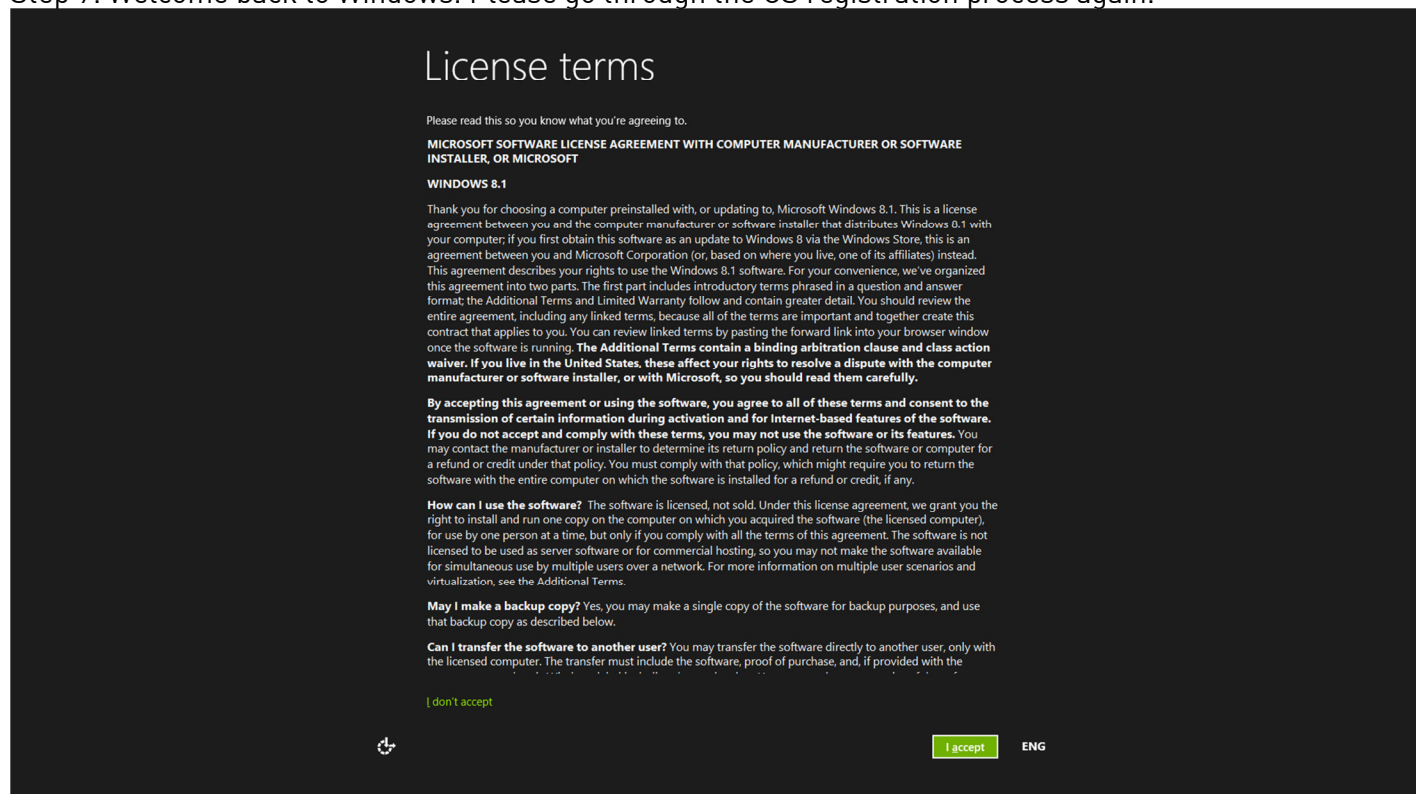 Step 7: Welcome back to Windows! Please go through the OS registration process again.
License terms
Please read this so you know what you're agreeing to.
MICROSOFT SOFTWARE LICENSE AGREEMENT WITH COMPUTER MANUFACTURER OR SOFTWARE
INSTALLER, OR MICROSOFT
WINDOWS 8.1
Thank you for choosing a computer preinstalled with, or updating to, Microsoft Windows 8.1. This is a license
agreement between you and the computer manufacturer or software installer that distributes Windows 8.1 with
your computer; if you first obtain this software as an update to Windows 8 via the Windows Store, this is an
agreement between you and Microsoft Corporation (or, based on where you live, one of its affiliates) instead.
This agreement describes your rights to use the Windows 8.1 software. For your convenience, we've organized
this agreement into two parts. The first part includes introductory terms phrased in a question and answer
format; the Additional Terms and Limited Warranty follow and contain greater detail. You should review the
entire agreement, including any linked terms, because all of the terms are important and together create this
contract that applies to you. You can review linked terms by pasting the forward link into your browser window
once the software is running. The Additional Terms contain a binding arbitration clause and class action
waiver. If you live in the United States, these affect your rights to resolve a dispute with the computer
manufacturer or software installer, or with Microsoft, so you should read them carefully.
By accepting this agreement or using the software, you agree to all of these terms and consent to the
transmission of certain information during activation and for Internet-based features of the software.
If you do not accept and comply with these terms, you may not use the software or its features. You
may contact the manufacturer or installer to determine its return policy and return the software or computer for
a refund or credit under that policy. You must comply with that policy, which might require you to return the
software with the entire computer on which the software is installed for a refund or credit, if any.
How can I use the software? The software is licensed, not sold. Under this license agreement, we grant you the
right to install and run one copy on the computer on which you acquired the software (the licensed computer),
for use by one person at a time, but only if you comply with all the terms of this agreement. The software is not
licensed to be used as server software or for commercial hosting, so you may not make the software available
for simultaneous use by multiple users over a network. For more information on multiple user scenarios and
virtualization, see the Additional Terms.
May I make a backup copy? Yes, you may make a single copy of the software for backup purposes, and use
that backup copy as described below.
Can I transfer the software to another user? You may transfer the software directly to another user, only with
the licensed computer. The transfer must include the software, proof of purchase, and, if provided with the
I don't accept
I accept
ENG